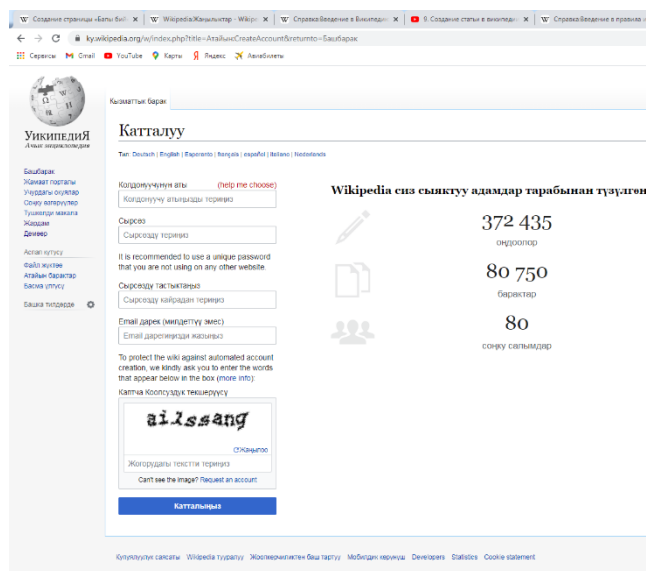 Создание страницы «Баты бий
Wikipedia:Жаңылыктар - Wikipe
Справка:Введение в Википедию
9. Создание статьи в википедии
Справка:Введение в правила
ky.wikipedia.org/w/index.php?title=Атайын:CreateAccount&returnto=Башбарак
Сервисы Gmail YouTube Карты Яндекс Авиабилеты
УикипедиЯ
Ачык энциклопедия
Башбарак
Жамаат порталы
Учурдагы окуялар
Соңку өзгөрүүлөр
Тушкелди макала
Жардам
Демөөр
Аспап кутусу
Файл жүктөө
Атайын барактар
Басма үлгүсү
Башка тилдерде
Кызматтык барак
Катталуу
Тил: Deutsch | English | Esperanto | français | español | italiano | Nederlands
Колдонуучунун аты (help me choose)
Колдонуучу атыңызды териңиз
Сырсөз
Сырсөздү териңиз
It is recommended to use a unique password
that you are not using on any other website.
Сырсөздү тастыктаңыз
Сырсөздү кайрадан териңиз
Email дарек (милдеттүү эмес)
Email дарегиңизди жазыңыз
To protect the wiki against automated account
creation, we kindly ask you to enter the words
that appear below in the box (more info):
Каптча Коопсуздук текшерүүсү
ailssang
Жаңылоо
Жогорудагы текстти териңиз
Can't see the image? Request an account
Катталыңыз
Wikipedia сиз сыяктуу адамдар тарабынан түзүлгөн
372 435
оңдоолор
80 750
барактар
80
соңку салымдар
Купуялуулук саясаты Wikipedia тууралуу Жоопкерчиликтен баш тартуу Мобилдик көрүнүш Developers Statistics Cookie statement